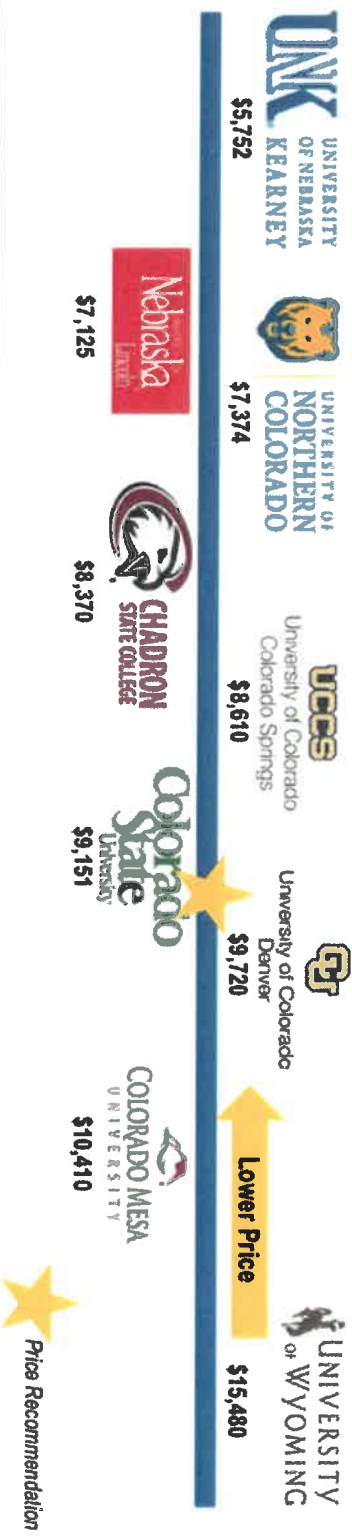 UNK
UNIVERSITY
OF NEBRASKA
KEARNEY
$5,752
Nebraska
Lincoln
$7,125
UNIVERSITY OF
NORTHERN
COLORADO
$7,374
CHADRON
STATE COLLEGE
$8,370
UCCS
University of Colorado
Colorado Springs
$8,610
Colorado
State
University
$9,151
CU
University of Colorado
Denver
$9,720
COLORADO MESA
UNIVERSITY
$10,410
Lower Price
UNIVERSITY
OF WYOMING
$15,480
Price Recommendation